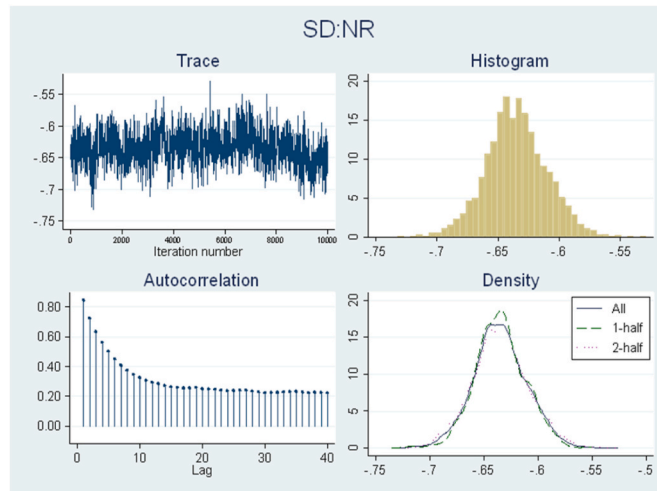 SD:NR
Trace
-.55
-.6
-.65
-.7
-.75
0 2000 4000 6000 8000 10000
Iteration number
Histogram
20
15
10
5
0
-.75 -.7 -.65 -.6 -.55
Autocorrelation
0.80
0.60
0.40
0.20
0.00
0 10 20 30 40
Lag
Density
20
15
10
5
0
-.75 -.7 -.65 -.6 -.55 -.5
All
1-half
2-half